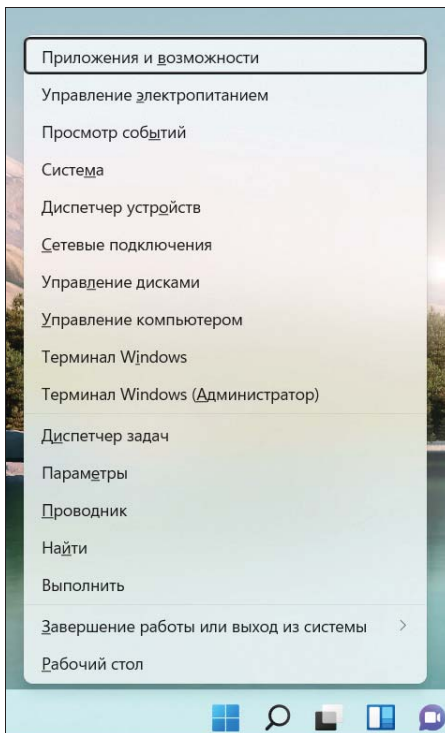 Приложения и возможности
Управление электропитанием
Просмотр событий
Система
Диспетчер устройств
Сетевые подключения
Управление дисками
Управление компьютером
Терминал Windows
Терминал Windows (Администратор)
Диспетчер задач
Параметры
Проводник
Найти
Выполнить
Завершение работы или выход из системы
Рабочий стол